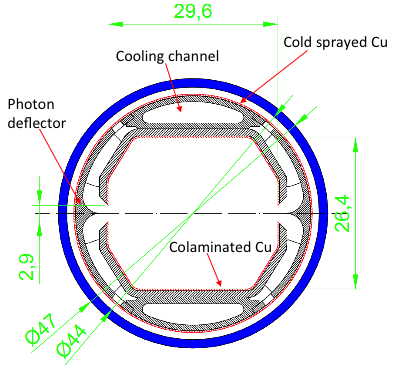 29,6
Cold sprayed Cu
Cooling channel
Photon
deflector
26,4
Colaminated Cu
2,9
Ø47
Ø44